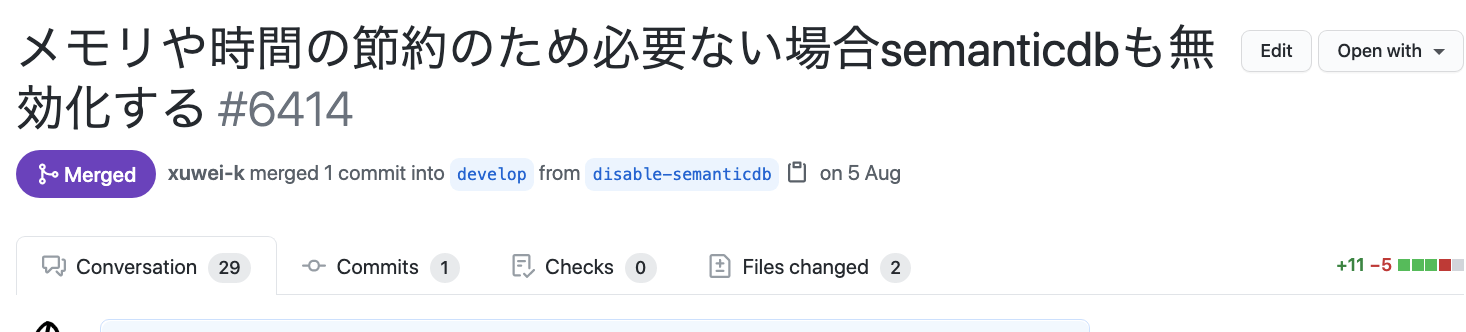 メモリや時間の節約のため必要ない場合semanticdbも無
効化する #6414
Edit
Open with
Merged
xuwei-k merged 1 commit into develop from disable-semanticdb on 5 Aug
Conversation 29
Commits 1
Checks 0
Files changed 2
+11 −5